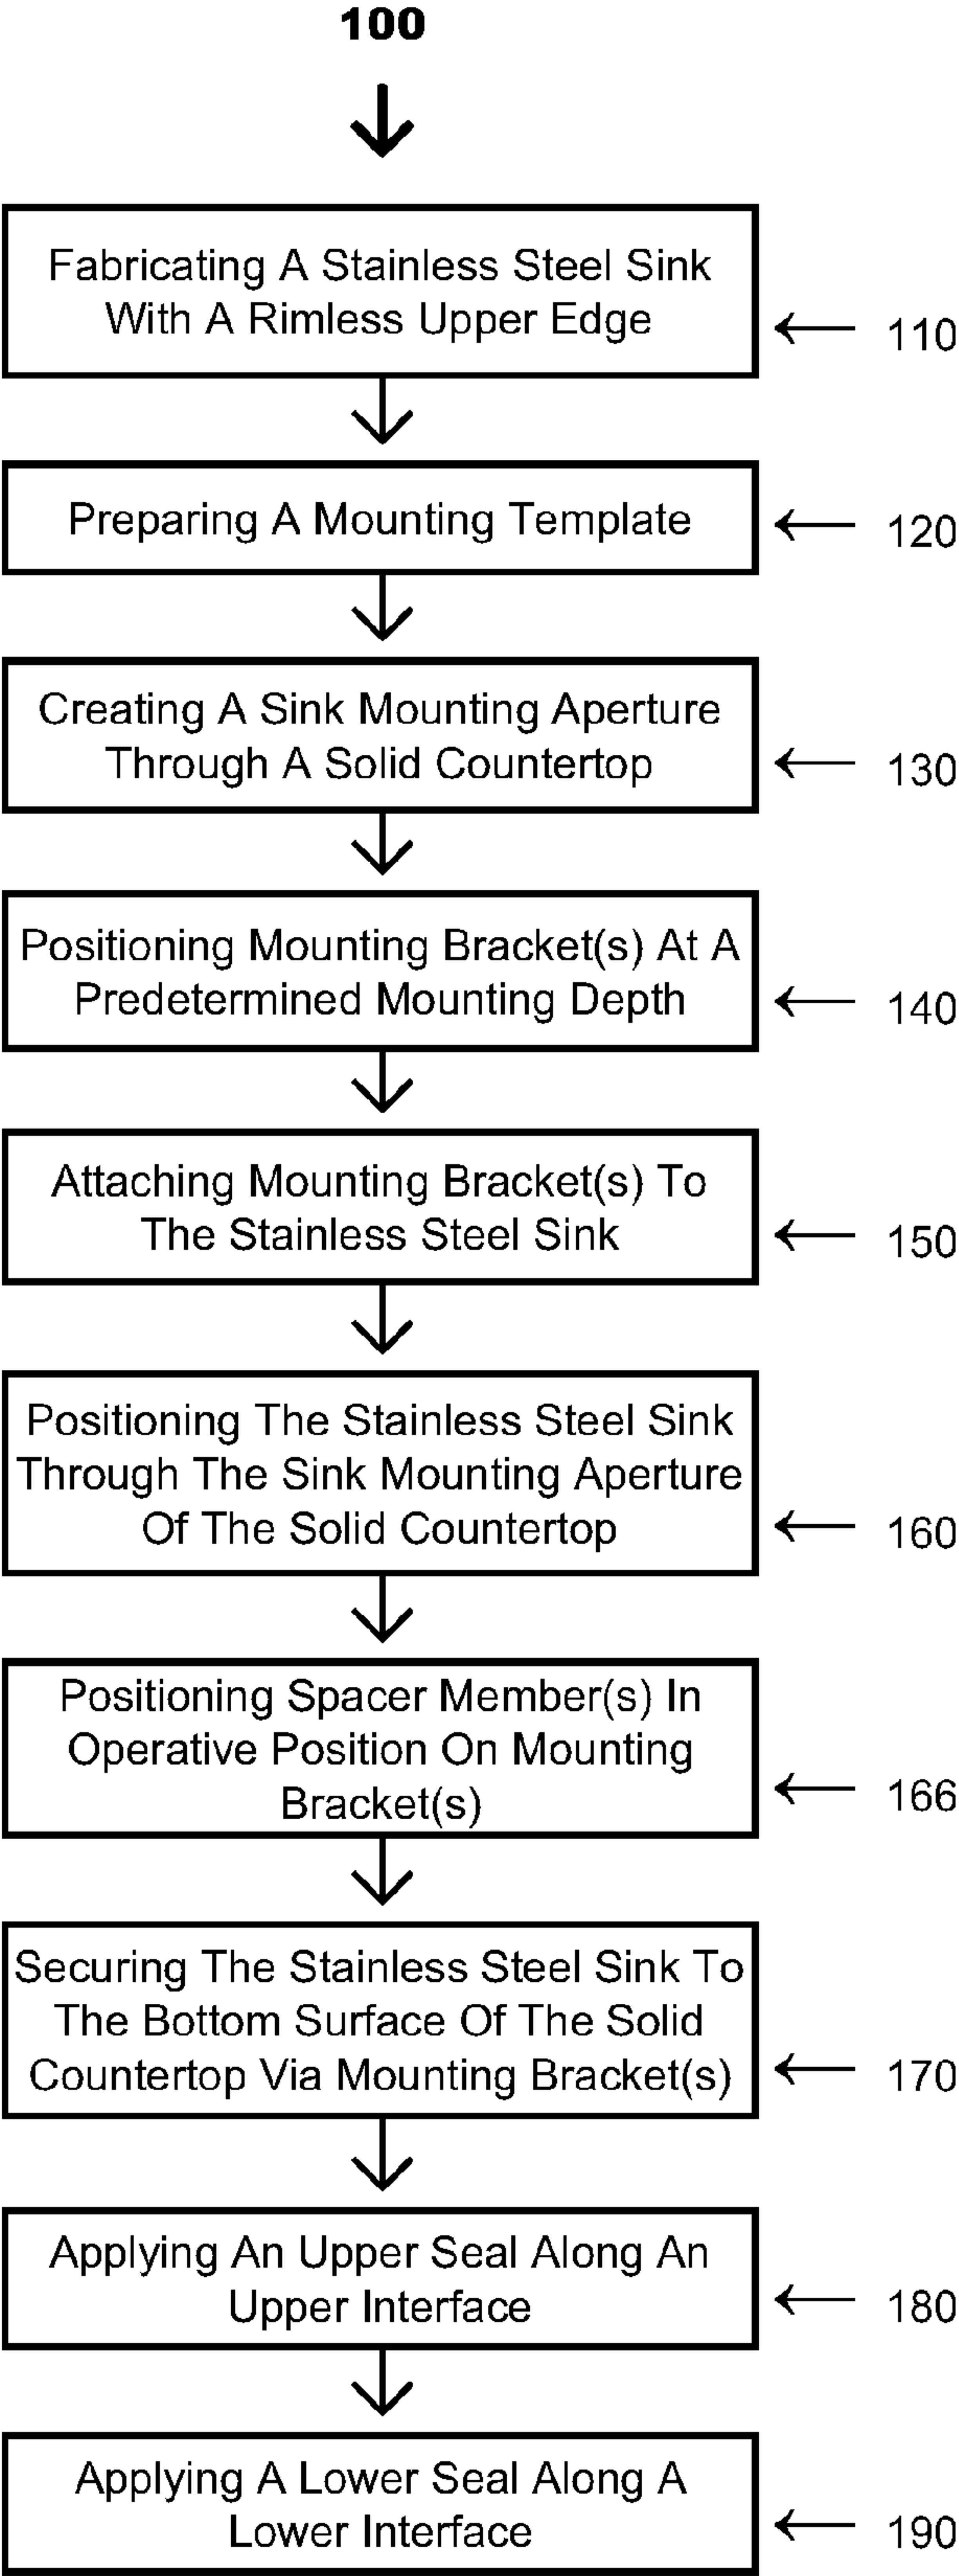 100
Fabricating A Stainless Steel Sink
With A Rimless Upper Edge
110
Preparing A Mounting Template
120
Creating A Sink Mounting Aperture
Through A Solid Countertop
130
Positioning Mounting Bracket(s) At A
Predetermined Mounting Depth
140
Attaching Mounting Bracket(s) To
The Stainless Steel Sink
150
Positioning The Stainless Steel Sink
Through The Sink Mounting Aperture
Of The Solid Countertop
160
Positioning Spacer Member(s) In
Operative Position On Mounting
Bracket(s)
166
Securing The Stainless Steel Sink To
The Bottom Surface Of The Solid
Countertop Via Mounting Bracket(s)
170
Applying An Upper Seal Along An
Upper Interface
180
Applying A Lower Seal Along A
Lower Interface
190